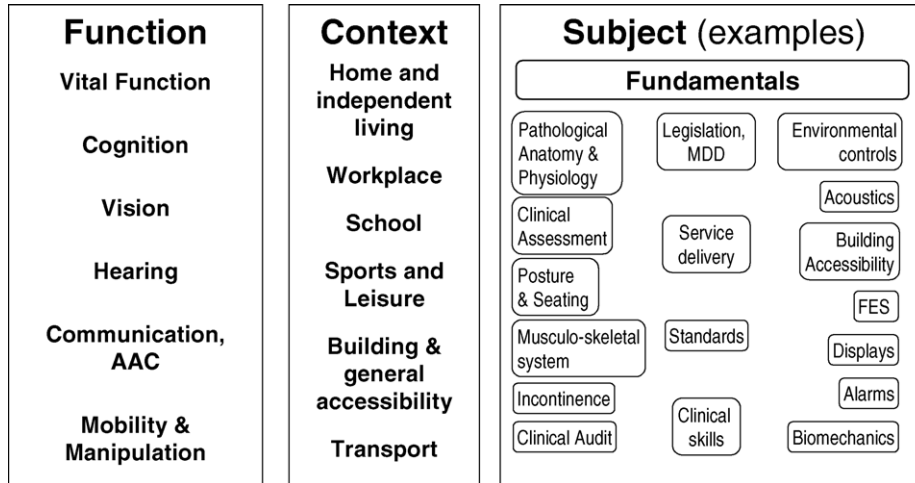 Function
Vital Function
Cognition
Vision
Hearing
Communication,
AAC
Mobility &
Manipulation
Context
Home and
independent
living
Workplace
School
Sports and
Leisure
Building &
general
accessibility
Transport
Subject (examples)
Fundamentals
Pathological
Anatomy &
Physiology
Clinical
Assessment
Posture
& Seating
Musculo-skeletal
system
Incontinence
Clinical Audit
Legislation,
MDD
Service
delivery
Standards
Clinical
skills
Environmental
controls
Acoustics
Building
Accessibility
FES
Displays
Alarms
Biomechanics